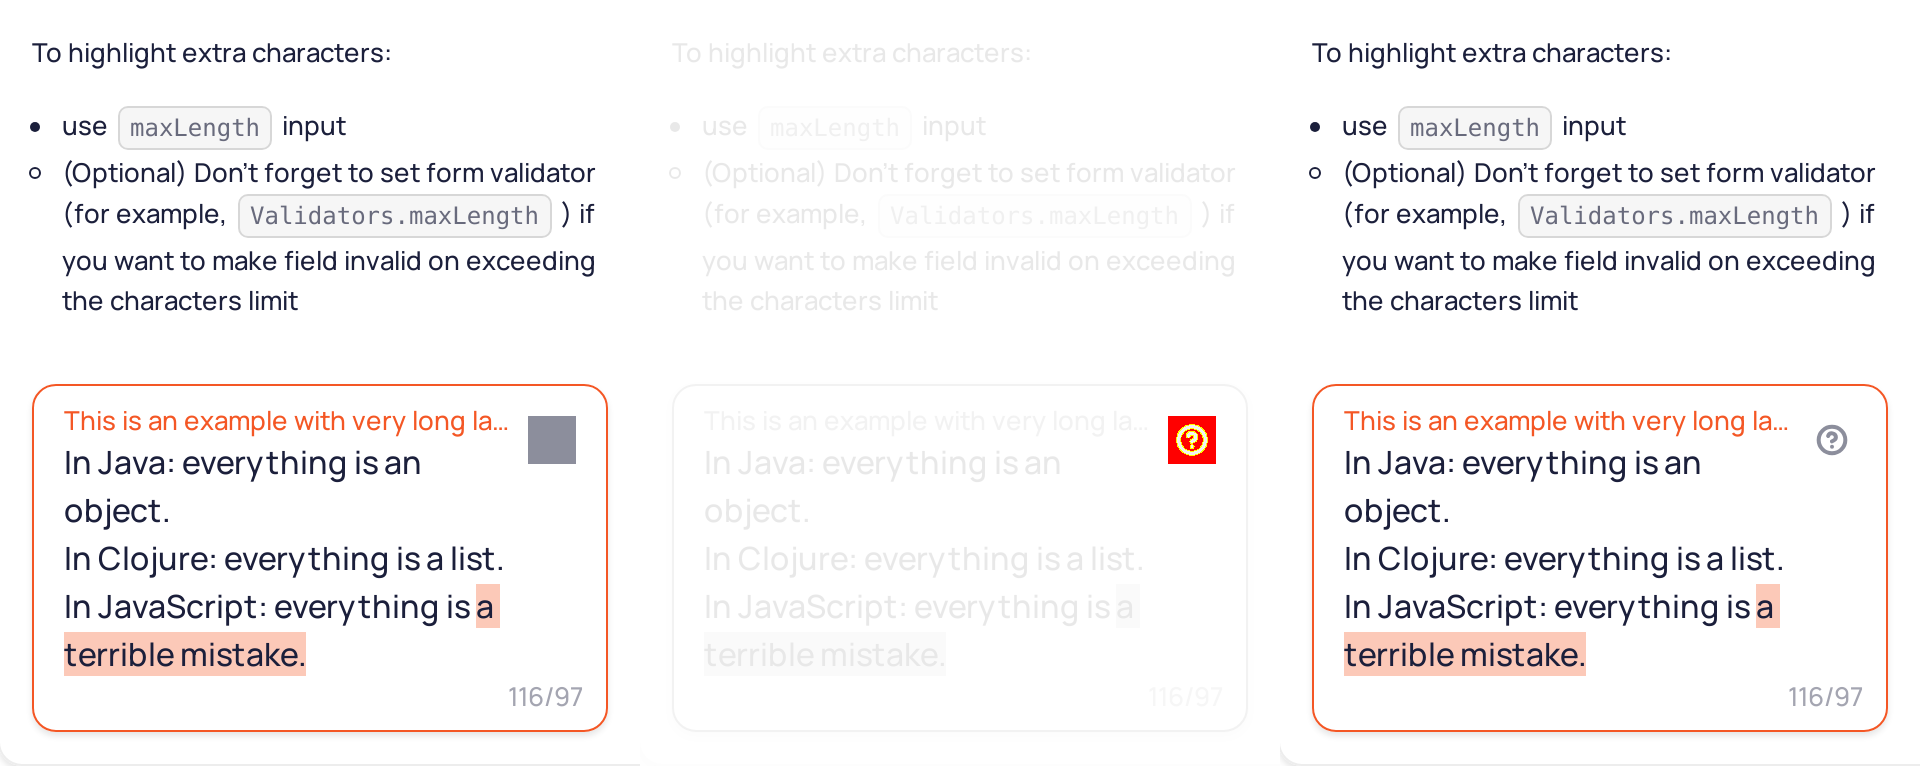 To highlight extra characters:
use maxLength input
(Optional) Don't forget to set form validator
(for example, Validators.maxLength ) if
you want to make field invalid on exceeding
the characters limit
This is an example with very long la...
In Java: everything is an
object.
In Clojure: everything is a list.
In JavaScript: everything is a
terrible mistake.
116/97
To highlight extra characters:
use maxLength input
(Optional) Don't forget to set form validator
(for example, Validators.maxLength ) if
you want to make field invalid on exceeding
the characters limit
This is an example with very long la...
?
In Java: everything is an
object.
In Clojure: everything is a list.
In JavaScript: everything is a
terrible mistake.
116/97
To highlight extra characters:
use maxLength input
(Optional) Don't forget to set form validator
(for example, Validators.maxLength ) if
you want to make field invalid on exceeding
the characters limit
This is an example with very long la...
?
In Java: everything is an
object.
In Clojure: everything is a list.
In JavaScript: everything is a
terrible mistake.
116/97